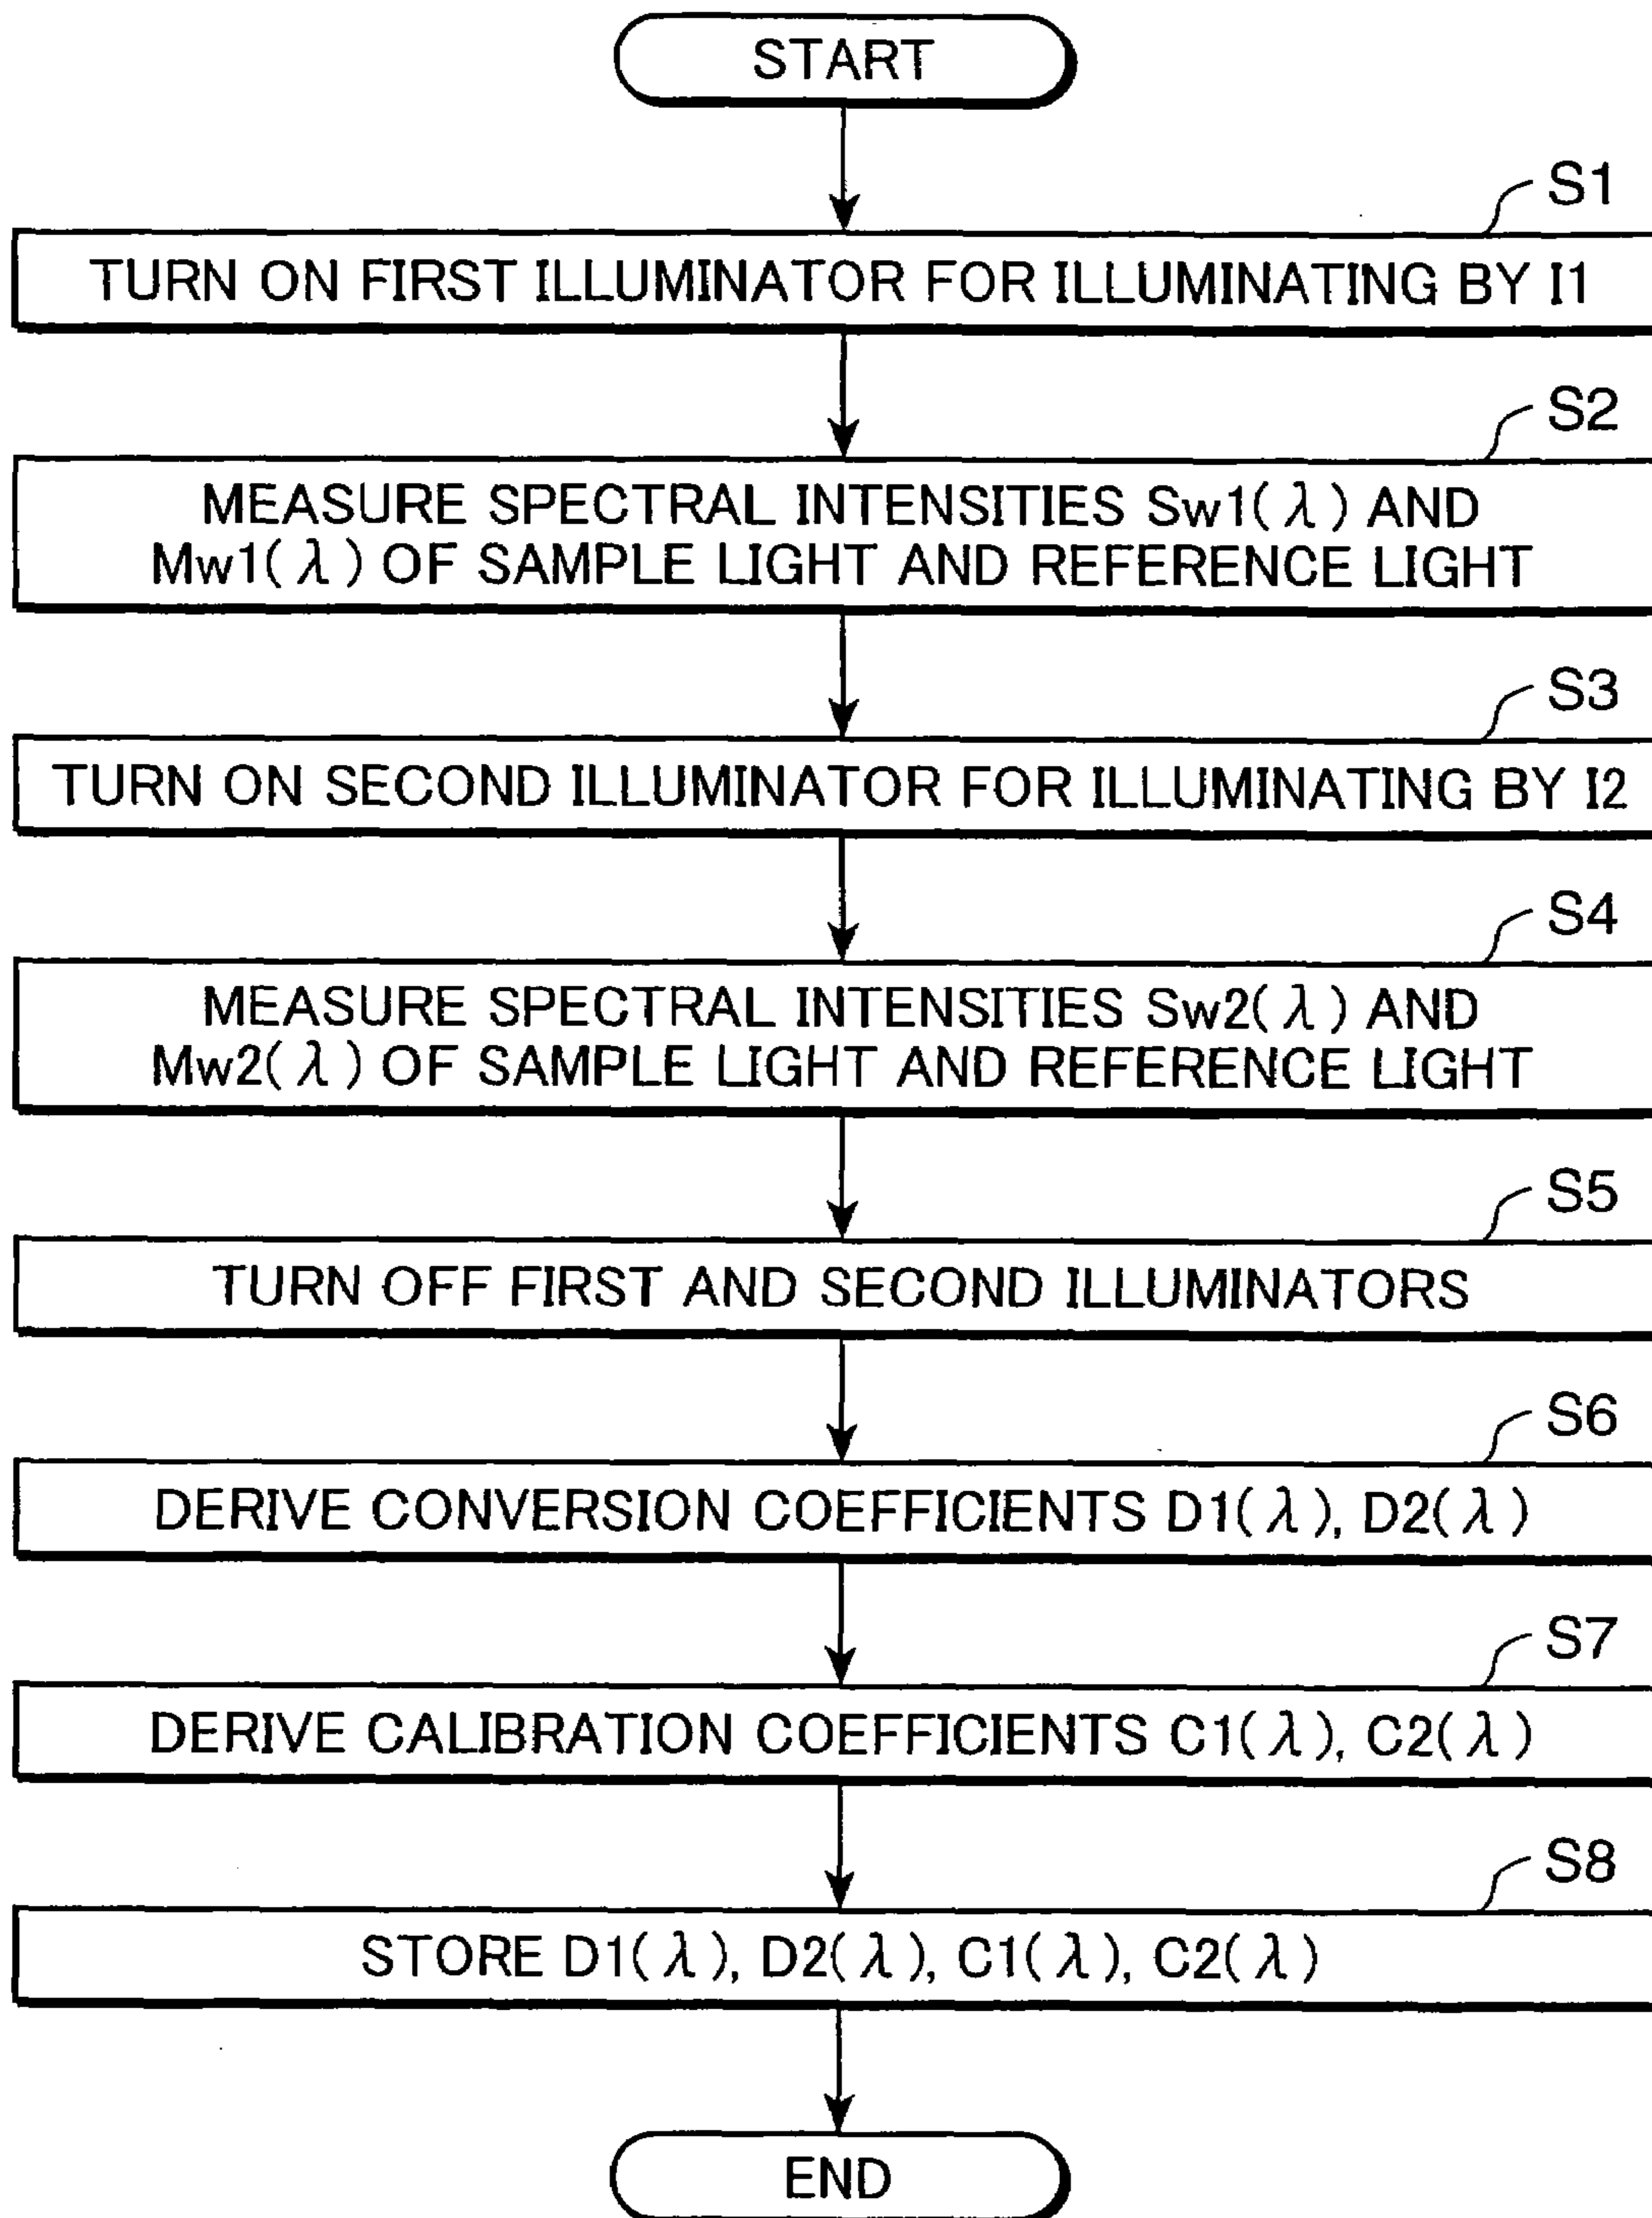 START
S1
TURN ON FIRST ILLUMINATOR FOR ILLUMINATING BY I1
S2
MEASURE SPECTRAL INTENSITIES Sw1(λ) AND
Mw1(λ) OF SAMPLE LIGHT AND REFERENCE LIGHT
S3
TURN ON SECOND ILLUMINATOR FOR ILLUMINATING BY I2
S4
MEASURE SPECTRAL INTENSITIES Sw2(λ) AND
Mw2(λ) OF SAMPLE LIGHT AND REFERENCE LIGHT
S5
TURN OFF FIRST AND SECOND ILLUMINATORS
S6
DERIVE CONVERSION COEFFICIENTS D1(λ), D2(λ)
S7
DERIVE CALIBRATION COEFFICIENTS C1(λ), C2(λ)
S8
STORE D1(λ), D2(λ), C1(λ), C2(λ)
END